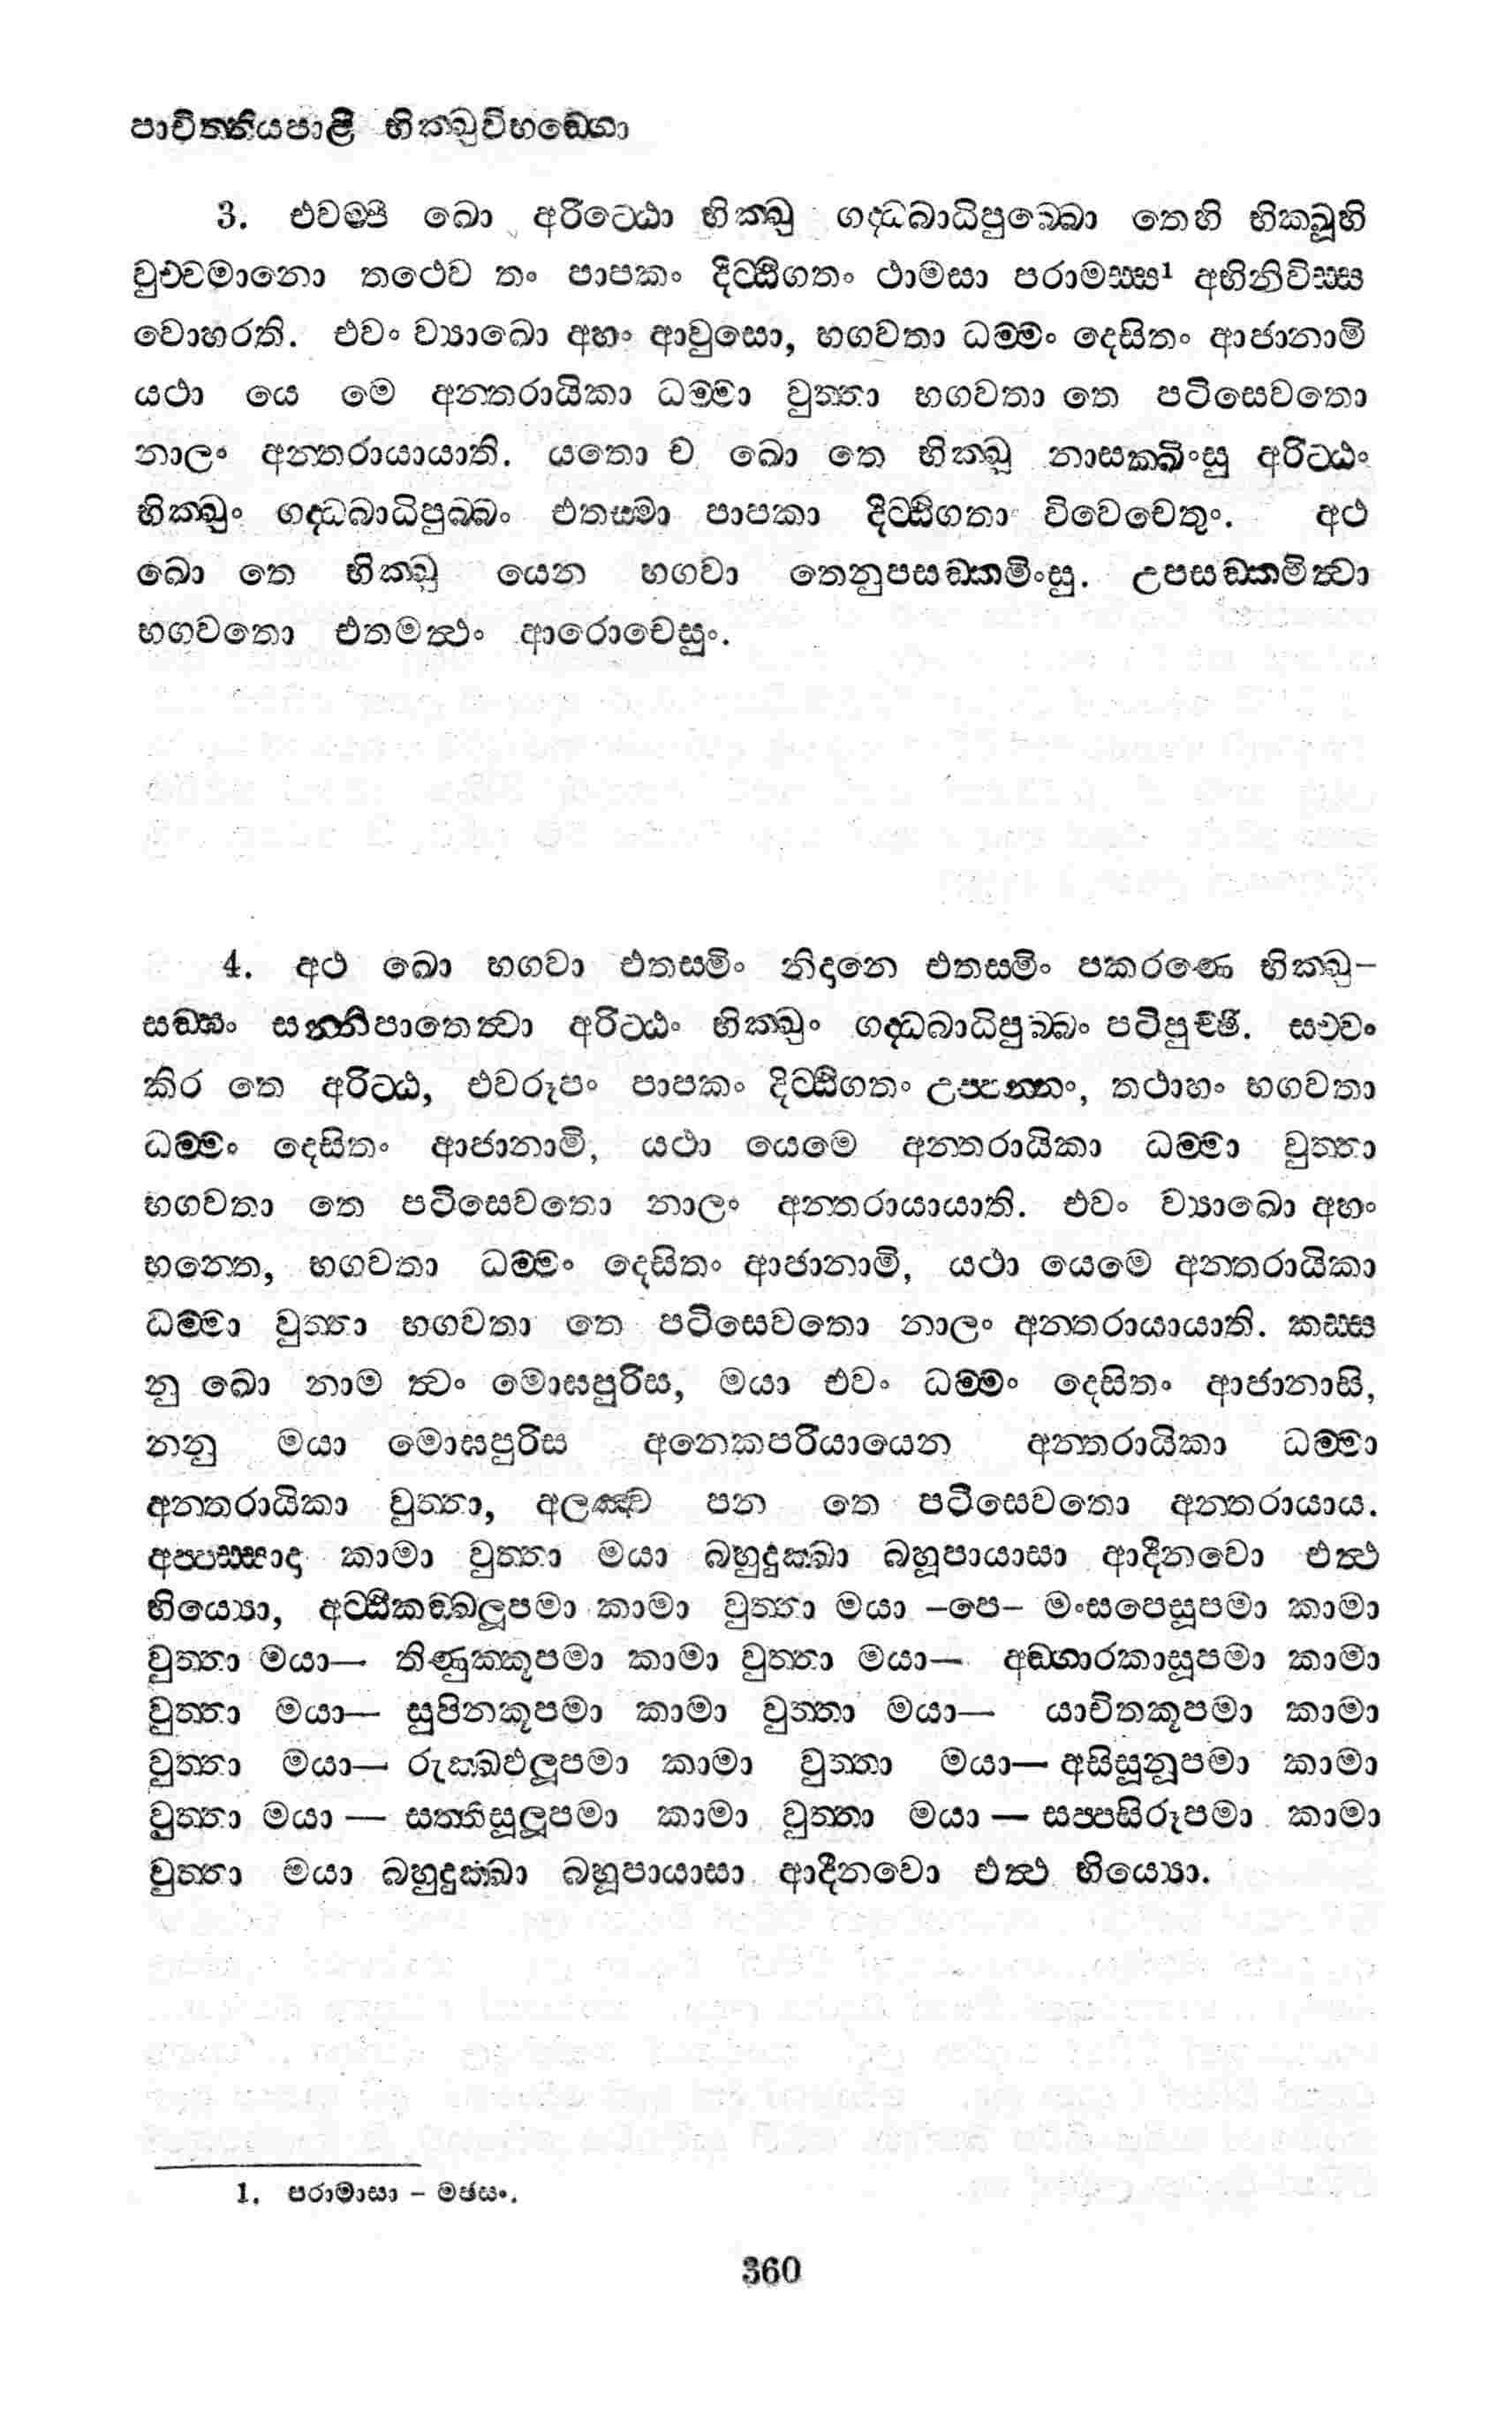 පාචිත්තියපාළි භික්ඛුවිභඞ්ගො
3. එවම්පි ඛො අරිට්ඨො භික්ඛු ගද්ධබාධිපුබ්බො තෙහි භික්ඛූහි
වුච්චමානො තථෙව තං පාපකං දිට්ඨිගතං ථාමසා පරාමස්ස¹ අභිනිවිස්ස
වොහරති. එවං ව්‍යාඛො අහං ආවුසො, භගවතා ධම්මං දෙසිතං ආජානාමි
යථා යෙ මෙ අන්තරායිකා ධම්මා වුත්තා භගවතා තෙ පටිසෙවතො
නාලං අන්තරායායාති. යතො ච ඛො තෙ භික්ඛූ නාසක්ඛිංසු අරිට්ඨං
භික්ඛුං ගද්ධබාධිපුබ්බං එතස්මා පාපකා දිට්ඨිගතා විවෙචෙතුං. අථ
ඛො තෙ භික්ඛු යෙන භගවා තෙනුපසඞ්කමිංසු. උපසඞ්කමිත්වා
භගවතො එතමත්ථං ආරොචෙසුං.
4. අථ ඛො භගවා එතස්මිං නිදානෙ එතස්මිං පකරණෙ භික්ඛු-
සඞ්ඝං සන්නිපාතෙත්වා අරිට්ඨං භික්ඛුං ගද්ධබාධිපුබ්බං පටිපුච්ඡි. සච්චං
කිර තෙ අරිට්ඨ, එවරූපං පාපකං දිට්ඨිගතං උප්පන්නං, තථාහං භගවතා
ධම්මං දෙසිතං ආජානාමි, යථා යෙමෙ අන්තරායිකා ධම්මා වුත්තා
භගවතා තෙ පටිසෙවතො නාලං අන්තරායායාති. එවං ව්‍යාඛො අහං
භන්තෙ, භගවතා ධම්මං දෙසිතං ආජානාමි, යථා යෙමෙ අන්තරායිකා
ධම්මා වුත්තා භගවතා තෙ පටිසෙවතො නාලං අන්තරායායාති. කස්ස
නු ඛො නාම ත්වං මොඝපුරිස, මයා එවං ධම්මං දෙසිතං ආජානාසි,
නනු මයා මොඝපුරිස අනෙකපරියායෙන අන්තරායිකා ධම්මා
අන්තරායිකා වුත්තා, අලඤ්ච පන තෙ පටිසෙවතො අන්තරායාය.
අප්පස්සාදා කාමා වුත්තා මයා බහුදුක්ඛා බහූපායාසා ආදීනවො එත්ථ
භියෙ‍්‍යා, අට්ඨිකඞ්ඛලූපමා කාමා වුත්තා මයා -පෙ- මංසපෙසූපමා කාමා
වුත්තා මයා— තිණුක්කූපමා කාමා වුත්තා මයා— අඞ්ගාරකාසූපමා කාමා
වුත්තා මයා— සුපිනකූපමා කාමා වුත්තා මයා— යාචිතකූපමා කාමා
වුත්තා මයා— රුක්ඛඵලූපමා කාමා වුත්තා මයා— අසිසූනූපමා කාමා
වුත්තා මයා — සත්තිසූලූපමා කාමා වුත්තා මයා — සප්පසිරූපමා කාමා
වුත්තා මයා බහුදුක්ඛා බහූපායාසා ආදීනවො එත්ථ භියෙ‍්‍යා.
1. පරාමාසා - මඡසං.
360